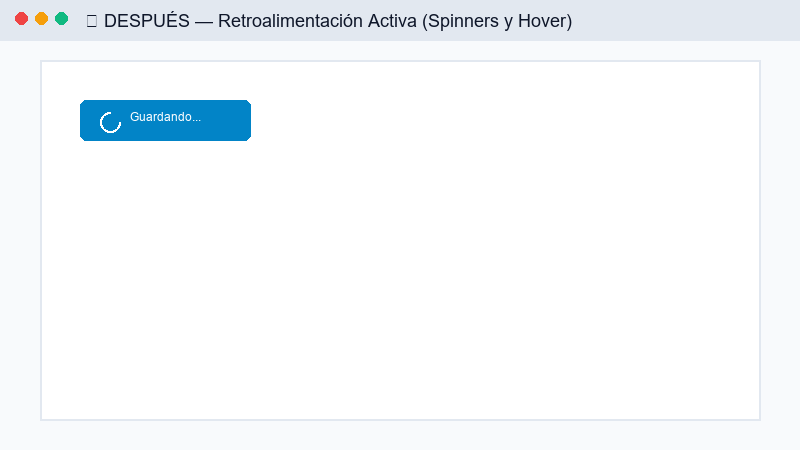 DESPUÉS — Retroalimentación Activa (Spinners y Hover)
Guardando...